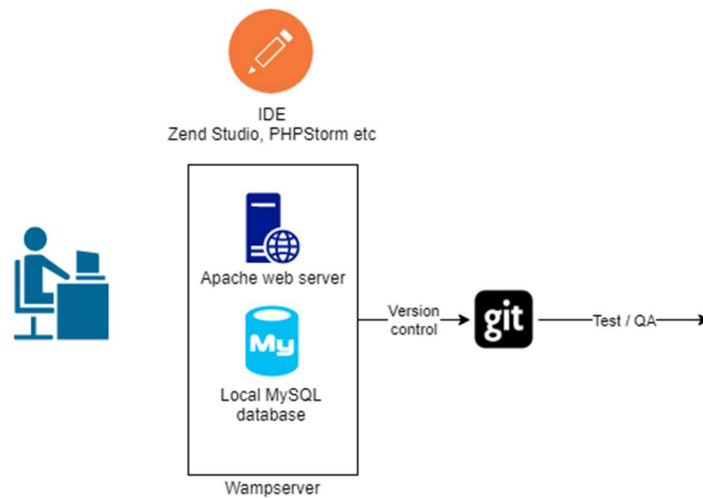 IDE
Zend Studio, PHPStorm etc
Apache web server
My
Local MySQL
database
Wampserver
Version
control
git
Test / QA